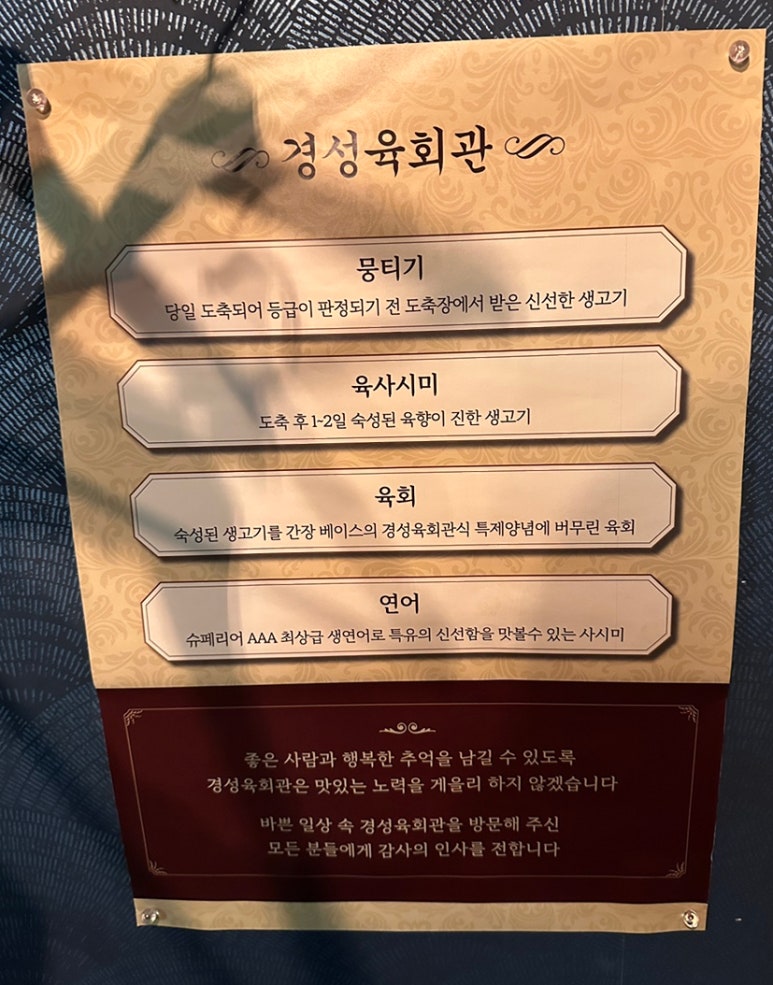 경성육회관
뭉티기
당일 도축되어 등급이 판정되기 전 도축장에서 받은 신선한 생고기
육사시미
도축 후 1~2일 숙성된 육향이 진한 생고기
육회
숙성된 생고기를 간장 베이스의 경성육회관식 특제양념에 버무린 육회
연어
슈페리어 AAA 최상급 생연어로 특유의 신선함을 맛볼수 있는 사시미
좋은 사람과 행복한 추억을 남길 수 있도록
경성육회관은 맛있는 노력을 게을리 하지 않겠습니다
바쁜 일상 속 경성육회관을 방문해 주신
모든 분들에게 감사의 인사를 전합니다